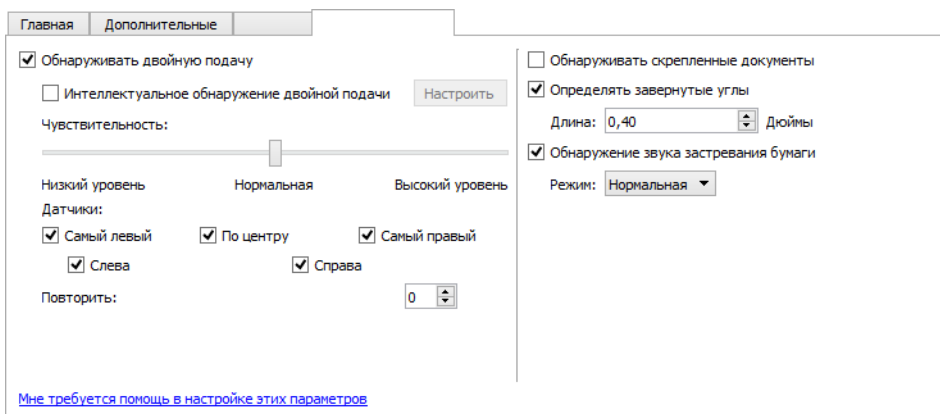 Главная Дополнительные
Обнаруживать двойную подачу
Интеллектуальное обнаружение двойной подачи Настроить
Чувствительность:
Низкий уровень Нормальная Высокий уровень
Датчики:
Самый левый По центру Самый правый
Слева Справа
Повторить: 0
Обнаруживать скрепленные документы
Определять завернутые углы
Длина: 0,40 Дюймы
Обнаружение звука застревания бумаги
Режим: Нормальная
Мне требуется помощь в настройке этих параметров